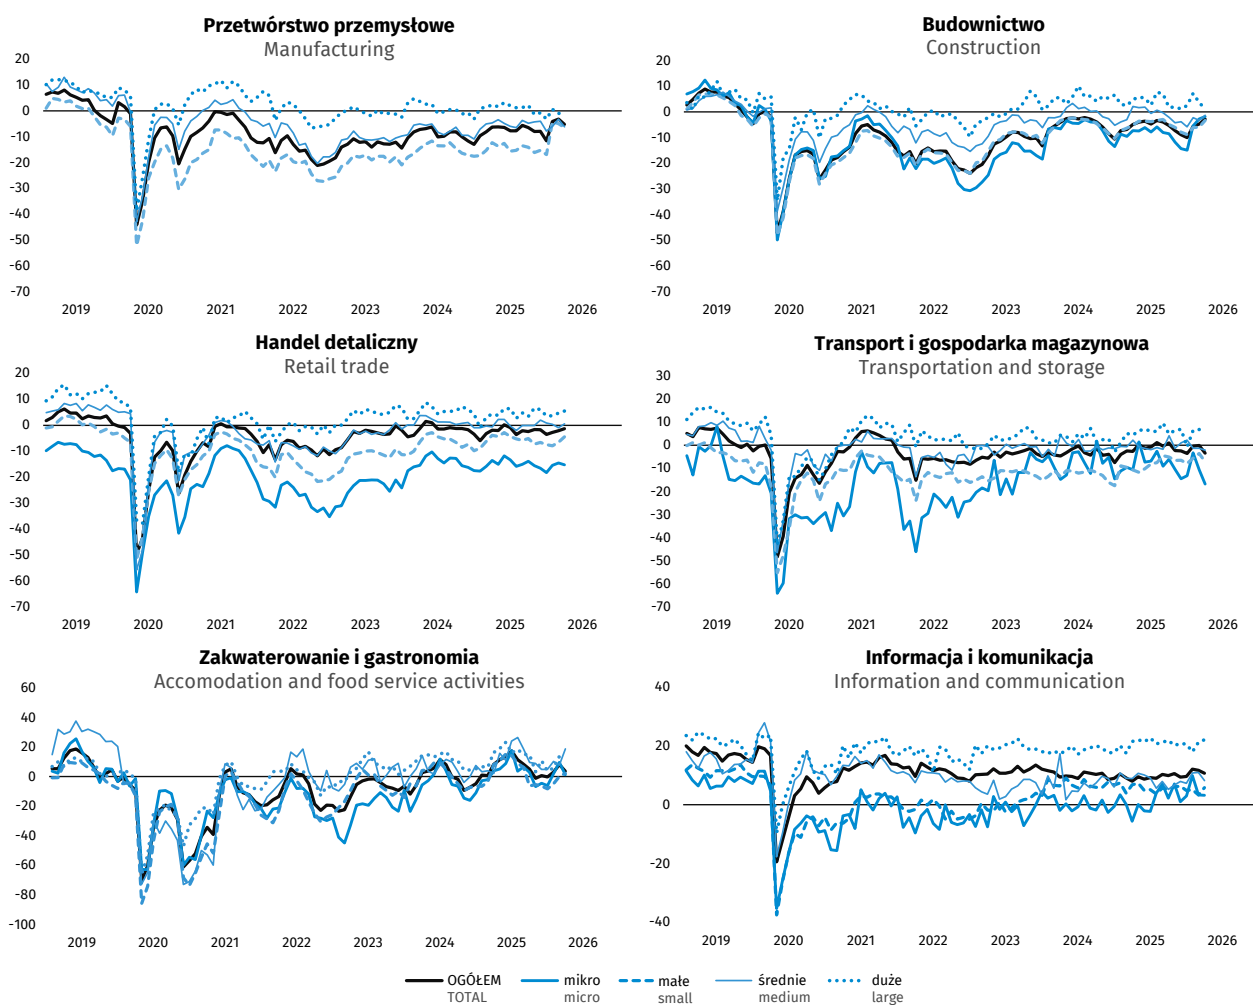 Przetwórstwo przemysłowe
Manufacturing
20
10
0
-10
-20
-30
-40
-50
-60
-70
2019 2020 2021 2022 2023 2024 2025 2026
Budownictwo
Construction
20
10
0
-10
-20
-30
-40
-50
-60
-70
2019 2020 2021 2022 2023 2024 2025 2026
Handel detaliczny
Retail trade
20
10
0
-10
-20
-30
-40
-50
-60
-70
2019 2020 2021 2022 2023 2024 2025 2026
Transport i gospodarka magazynowa
Transportation and storage
30
20
10
0
-10
-20
-30
-40
-50
-60
-70
2019 2020 2021 2022 2023 2024 2025 2026
Zakwaterowanie i gastronomia
Accomodation and food service activities
60
40
20
0
-20
-40
-60
-80
-100
2019 2020 2021 2022 2023 2024 2025 2026
Informacja i komunikacja
Information and communication
40
20
0
-20
-40
2019 2020 2021 2022 2023 2024 2025 2026
OGÓŁEM mikro małe średnie duże
TOTAL micro small medium large